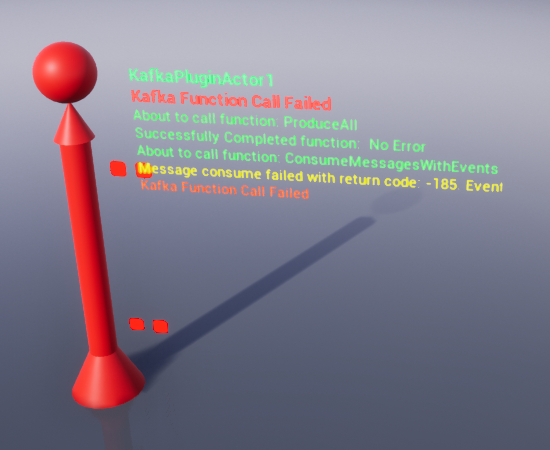 KafkaPluginActor1
Kafka Function Call Failed
About to call function: ProduceAll
Successfully Completed function: No Error
About to call function: ConsumeMessagesWithEvents
Message consume failed with return code: -185 Event
Kafka Function Call Failed